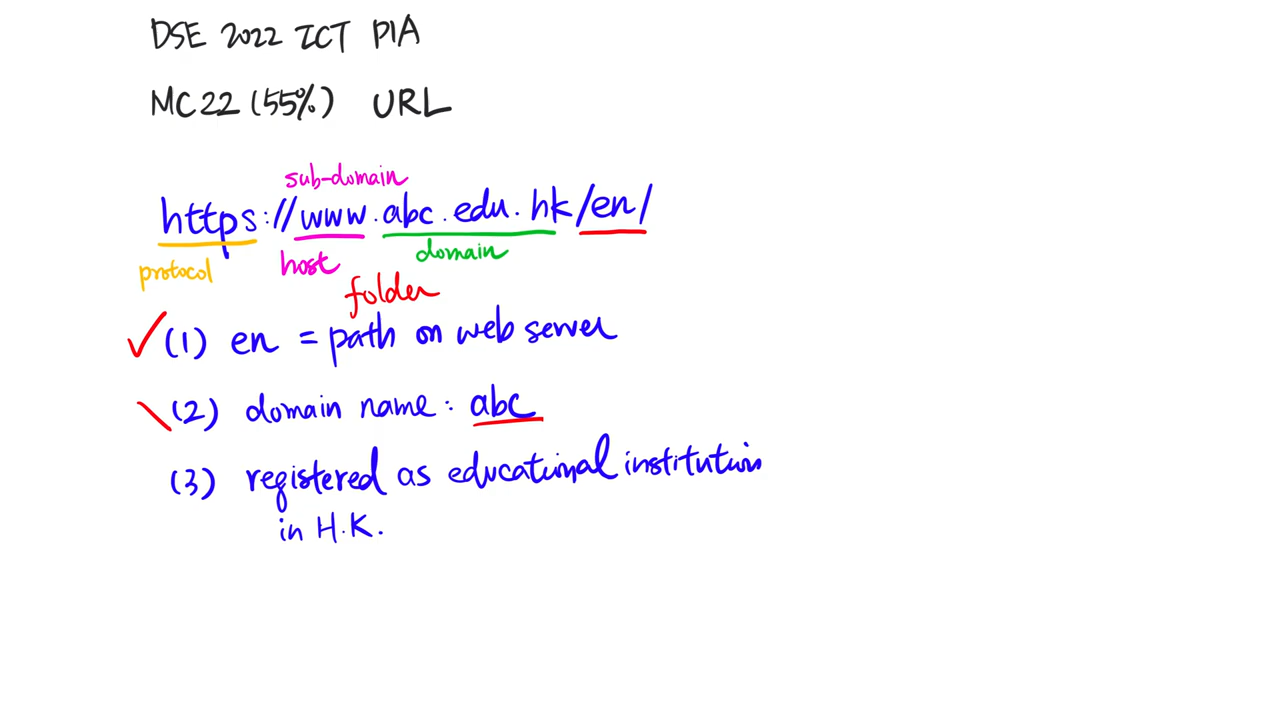 DSE 2022 ICT P1A
MC22 (55%) URL
sub-domain
https://www.abc.edu.hk/en/
protocol host domain
folder
✓ (1) en = path on web server
\ (2) domain name : abc
(3) registered as educational institution
in H.K.